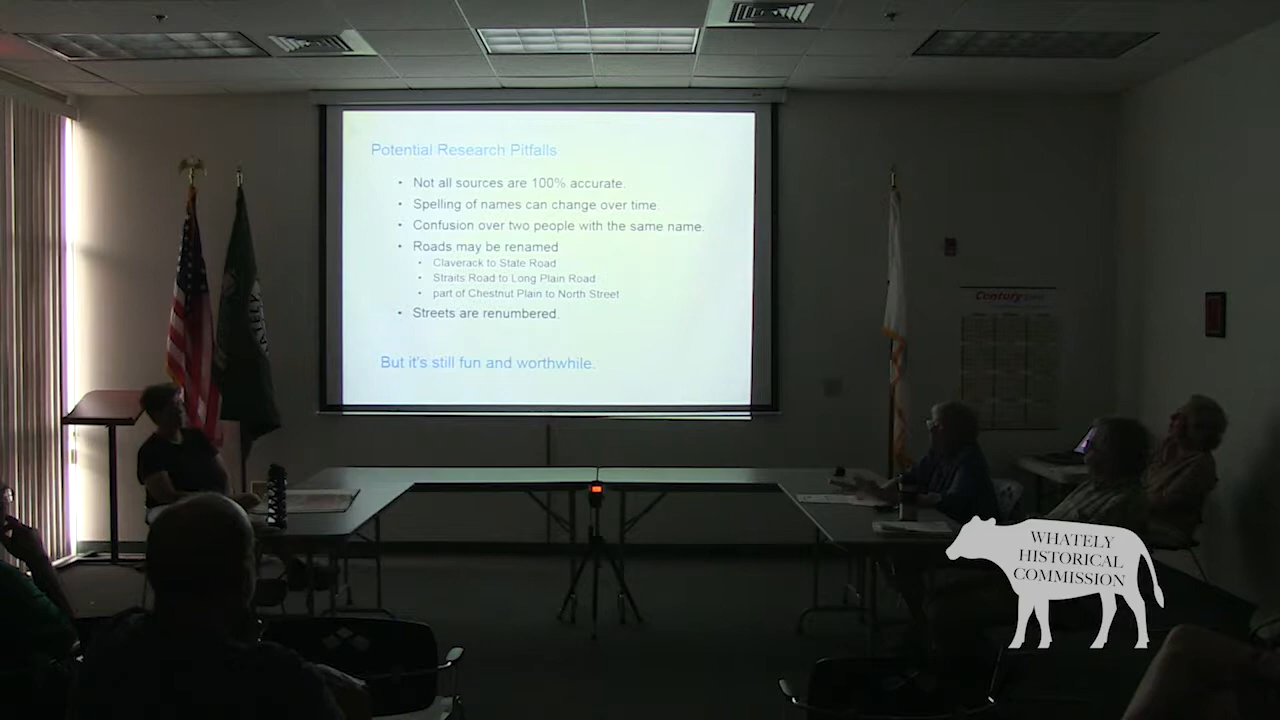 Potential Research Pitfalls
• Not all sources are 100% accurate.
• Spelling of names can change over time.
• Confusion over two people with the same name.
• Roads may be renamed
• Claverack to State Road
• Straits Road to Long Plain Road
• part of Chestnut Plain to North Street
• Streets are renumbered.
But it's still fun and worthwhile.
Century
WHATELY
HISTORICAL
COMMISSION